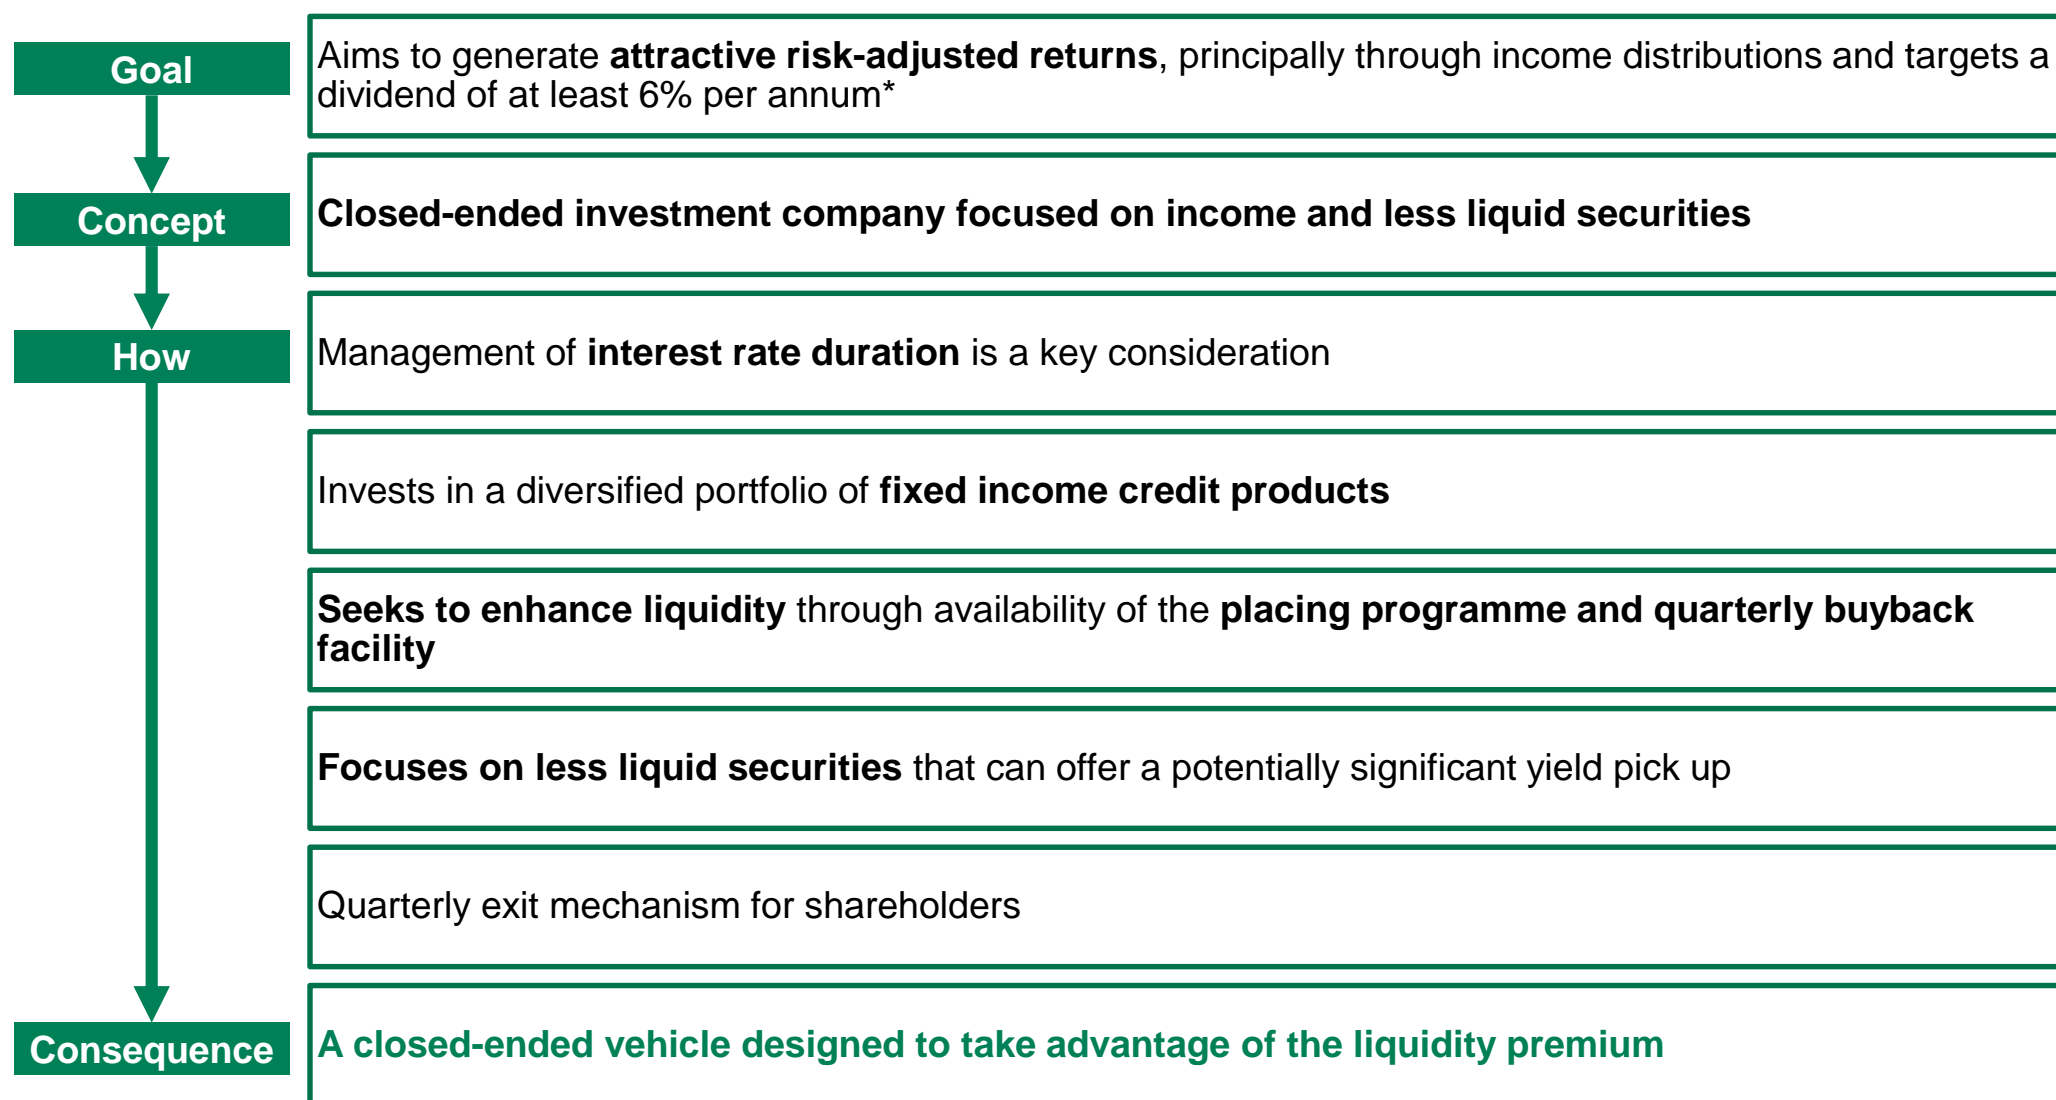 Goal
Aims to generate attractive risk-adjusted returns, principally through income distributions and targets a
dividend of at least 6% per annum*
Concept
Closed-ended investment company focused on income and less liquid securities
How
Management of interest rate duration is a key consideration
Invests in a diversified portfolio of fixed income credit products
Seeks to enhance liquidity through availability of the placing programme and quarterly buyback
facility
Focuses on less liquid securities that can offer a potentially significant yield pick up
Quarterly exit mechanism for shareholders
Consequence
A closed-ended vehicle designed to take advantage of the liquidity premium